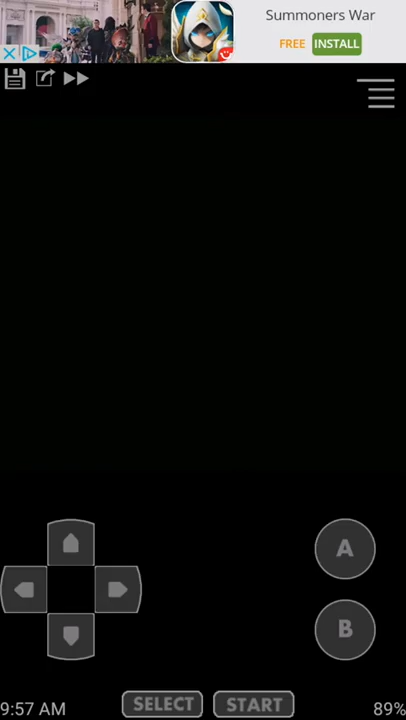 Summoners War
FREE INSTALL
A
B
9:57 AM
SELECT
START
89%